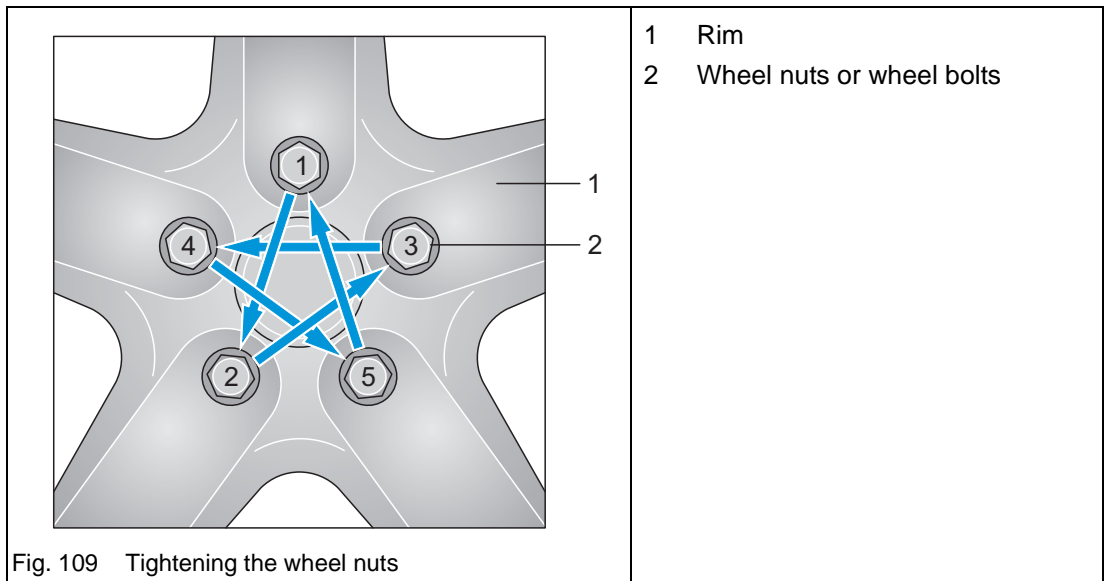 1
4
3
2
5
1
2
Fig. 109 Tightening the wheel nuts
1 Rim
2 Wheel nuts or wheel bolts